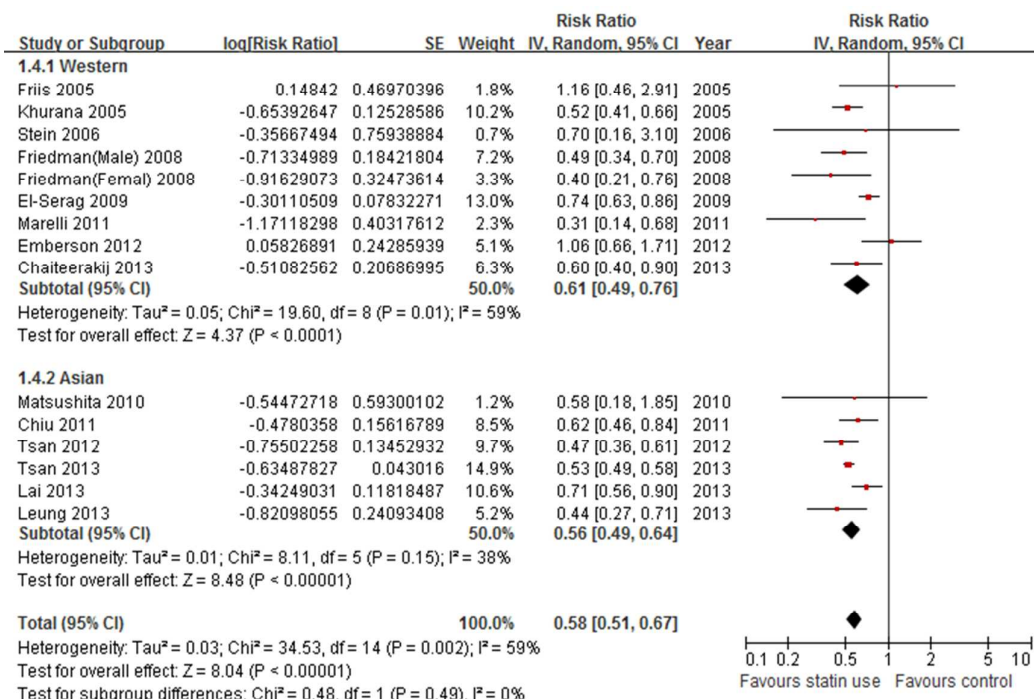 Risk Ratio Risk Ratio
Study or Subgroup log[Risk Ratio] SE Weight IV, Random, 95% CI Year IV, Random, 95% CI
1.4.1 Western
Friis 2005 0.14842 0.46970396 1.8% 1.16 [0.46, 2.91] 2005
Khurana 2005 -0.65392647 0.12528586 10.2% 0.52 [0.41, 0.66] 2005
Stein 2006 -0.35667494 0.75938884 0.7% 0.70 [0.16, 3.10] 2006
Friedman(Male) 2008 -0.71334989 0.18421804 7.2% 0.49 [0.34, 0.70] 2008
Friedman(Femal) 2008 -0.91629073 0.32473614 3.3% 0.40 [0.21, 0.76] 2008
El-Serag 2009 -0.30110509 0.07832271 13.0% 0.74 [0.63, 0.86] 2009
Marelli 2011 -1.17118298 0.40317612 2.3% 0.31 [0.14, 0.68] 2011
Emberson 2012 0.05826891 0.24285939 5.1% 1.06 [0.66, 1.71] 2012
Chaiteerakij 2013 -0.51082562 0.20686995 6.3% 0.60 [0.40, 0.90] 2013
Subtotal (95% CI) 50.0% 0.61 [0.49, 0.76]
Heterogeneity: Tau² = 0.05; Chi² = 19.60, df = 8 (P = 0.01); I² = 59%
Test for overall effect: Z = 4.37 (P < 0.0001)
1.4.2 Asian
Matsushita 2010 -0.54472718 0.59300102 1.2% 0.58 [0.18, 1.85] 2010
Chiu 2011 -0.4780358 0.15616789 8.5% 0.62 [0.46, 0.84] 2011
Tsan 2012 -0.75502258 0.13452932 9.7% 0.47 [0.36, 0.61] 2012
Tsan 2013 -0.63487827 0.043016 14.9% 0.53 [0.49, 0.58] 2013
Lai 2013 -0.34249031 0.11818487 10.6% 0.71 [0.56, 0.90] 2013
Leung 2013 -0.82098055 0.24093408 5.2% 0.44 [0.27, 0.71] 2013
Subtotal (95% CI) 50.0% 0.56 [0.49, 0.64]
Heterogeneity: Tau² = 0.01; Chi² = 8.11, df = 5 (P = 0.15); I² = 38%
Test for overall effect: Z = 8.48 (P < 0.00001)
Total (95% CI) 100.0% 0.58 [0.51, 0.67]
Heterogeneity: Tau² = 0.03; Chi² = 34.53, df = 14 (P = 0.002); I² = 59%
Test for overall effect: Z = 8.04 (P < 0.00001)
Test for subgroup differences: Chi² = 0.48, df = 1 (P = 0.49), I² = 0%
0.1 0.2 0.5 1 2 5 10
Favours statin use Favours control